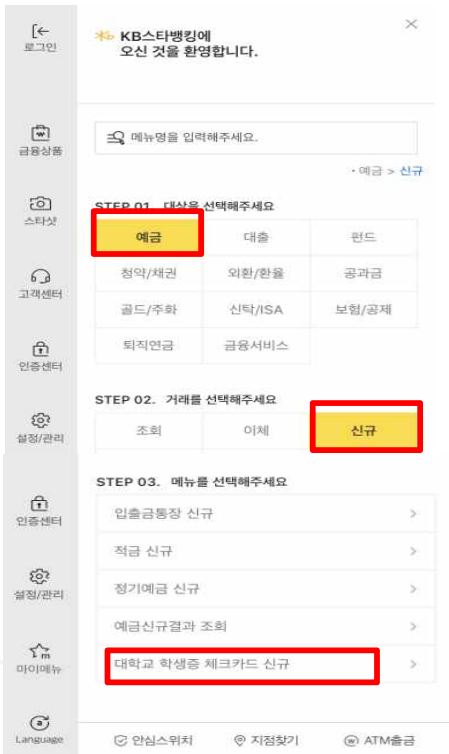 로그인
KB스타뱅킹에
오신 것을 환영합니다.
금융상품
메뉴명을 입력해주세요.
• 예금 > 신규
스타샷
STEP 01. 대상을 선택해주세요
예금 대출 펀드
고객센터
청약/채권 외환/환율 공과금
골드/주화 신탁/ISA 보험/공제
인증센터
퇴직연금 금융서비스
STEP 02. 거래를 선택해주세요
설정/관리
조회 이체 신규
STEP 03. 메뉴를 선택해주세요
인증센터
입출금통장 신규
적금 신규
설정/관리
정기예금 신규
예금신규결과 조회
마이메뉴
대학교 학생증 체크카드 신규
Language
안심스위치 지점찾기 ATM출금